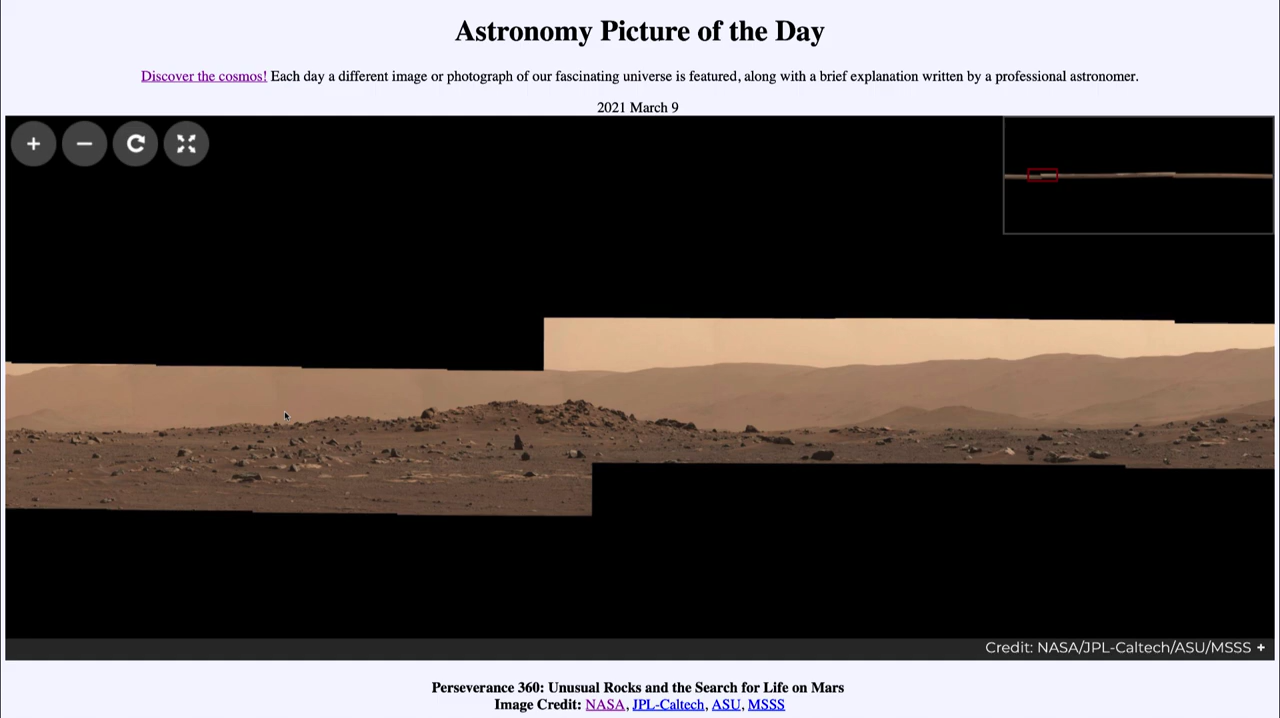 Astronomy Picture of the Day
Discover the cosmos! Each day a different image or photograph of our fascinating universe is featured, along with a brief explanation written by a professional astronomer.
2021 March 9
Credit: NASA/JPL-Caltech/ASU/MSSS +
Perseverance 360: Unusual Rocks and the Search for Life on Mars
Image Credit: NASA, JPL-Caltech, ASU, MSSS